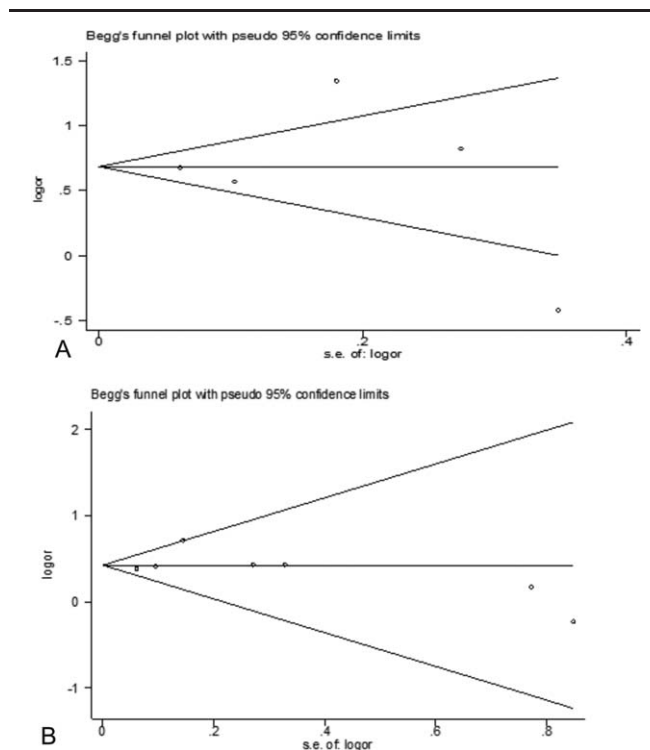 Begg's funnel plot with pseudo 95% confidence limits
1.5
1
.5
0
-.5
logor
0
.2
.4
s.e. of: logor
A
Begg's funnel plot with pseudo 95% confidence limits
2
1
0
-1
logor
0
.2
.4
.6
.8
s.e. of: logor
B